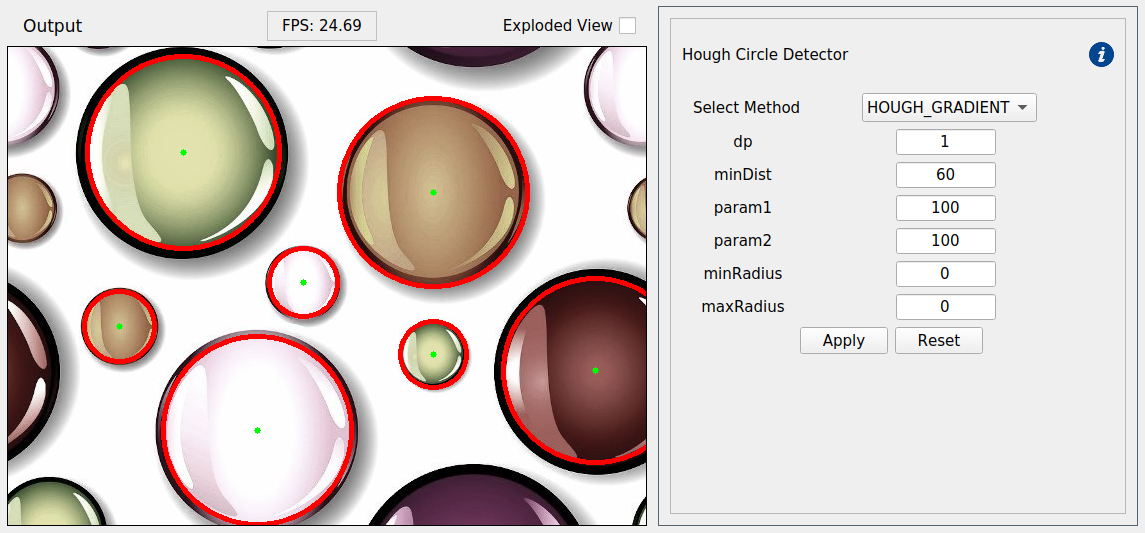 Output
FPS: 24.69
Exploded View
Hough Circle Detector
i
Select Method
HOUGH_GRADIENT
dp
1
minDist
60
param1
100
param2
100
minRadius
0
maxRadius
0
Apply
Reset